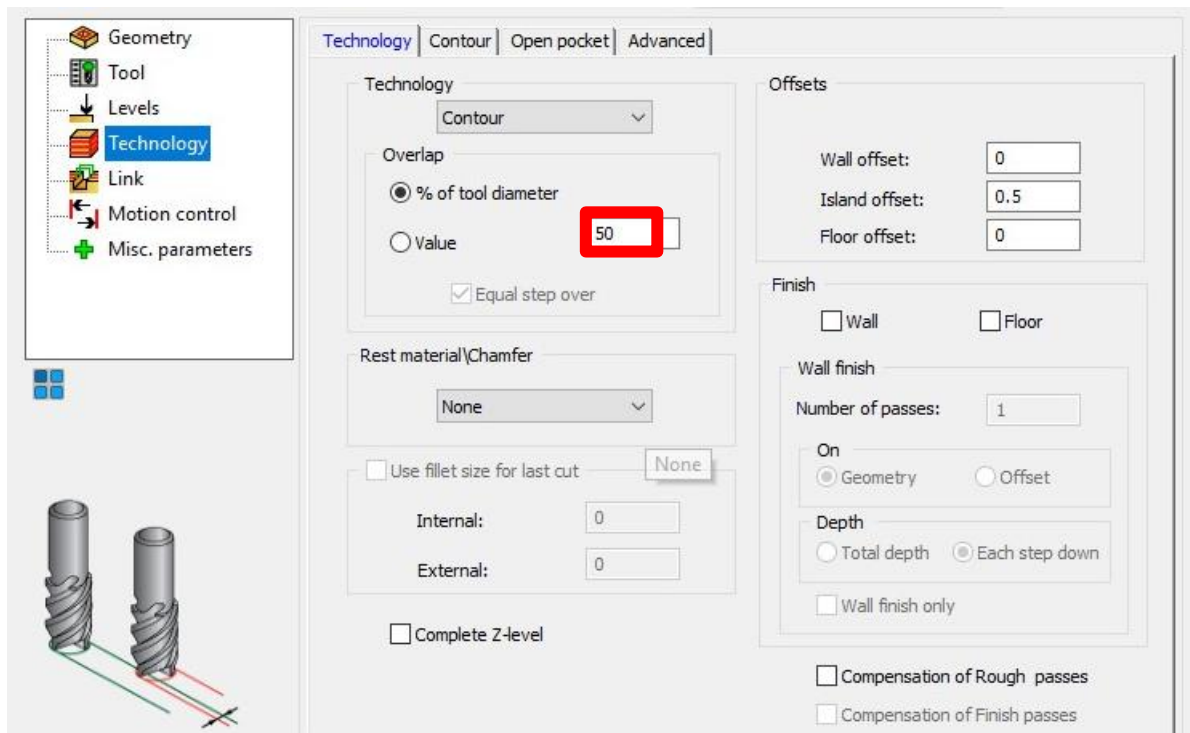 Geometry
Tool
Levels
Technology
Link
Motion control
Misc. parameters
Technology Contour Open pocket Advanced
Technology
Contour
Overlap
% of tool diameter
Value
50
Equal step over
Rest material\Chamfer
None
Use fillet size for last cut
None
Internal: 0
External: 0
Complete Z-level
Offsets
Wall offset: 0
Island offset: 0.5
Floor offset: 0
Finish
Wall Floor
Wall finish
Number of passes: 1
On
Geometry Offset
Depth
Total depth Each step down
Wall finish only
Compensation of Rough passes
Compensation of Finish passes